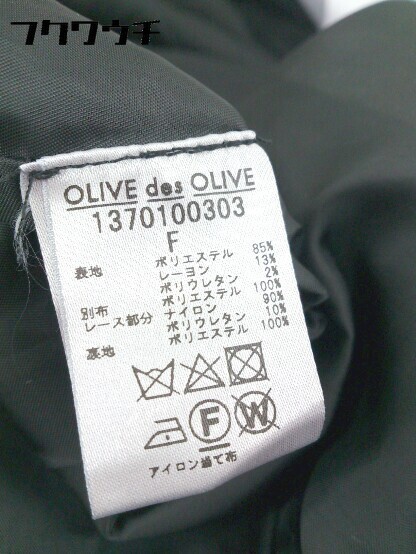 フクワウチ
OLIVE des OLIVE
1370100303
F
表地 ポリエステル 85%
レーヨン 13%
ポリウレタン 2%
別布 ポリエステル 100%
レース部分 ナイロン 90%
ポリウレタン 10%
裏地 ポリエステル 100%
F W
アイロン当て布